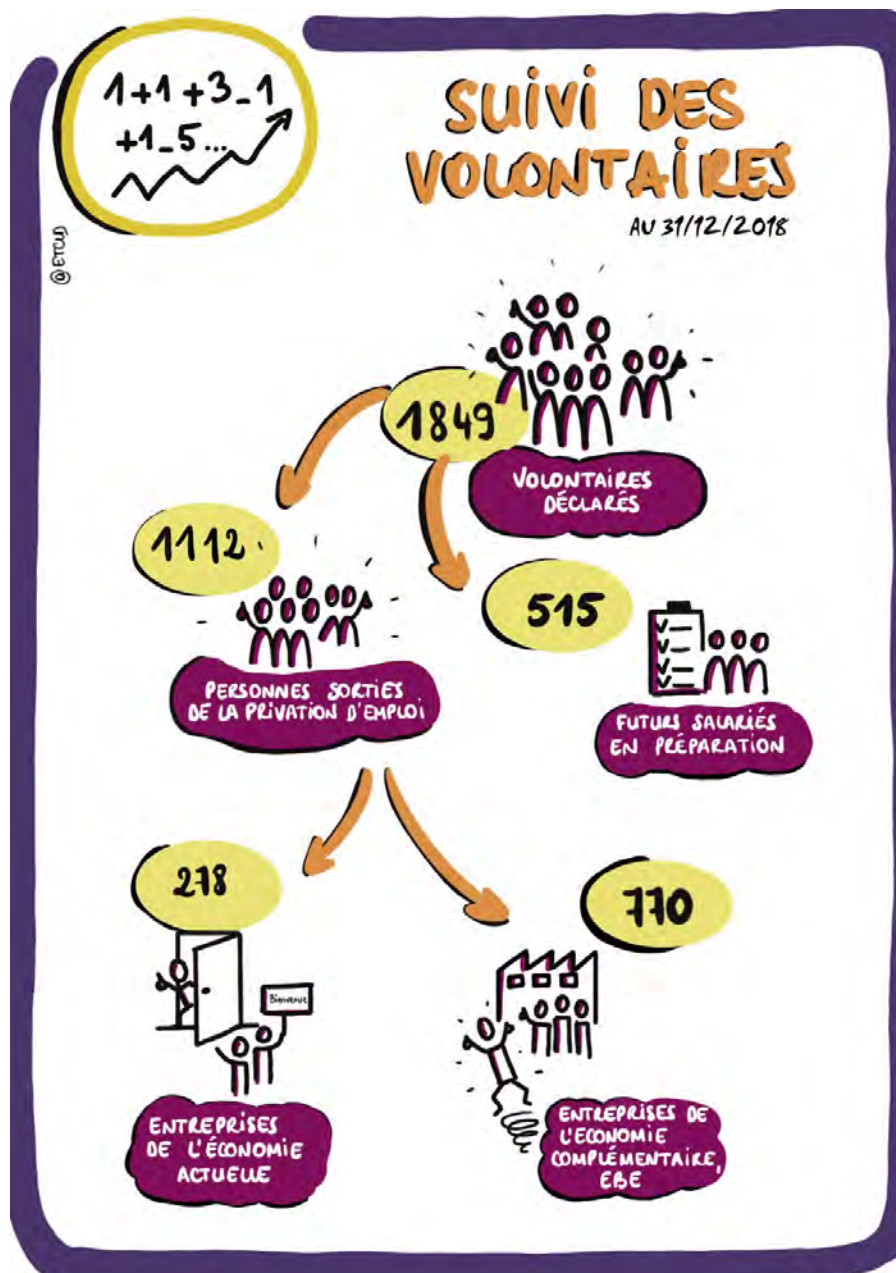 1+1+3-1
+1-5...
SUIVI DES
VOLONTAIRES
AU 31/12/2018
@ETCLD
1849
VOLONTAIRES
DÉCLARÉS
1112
PERSONNES SORTIES
DE LA PRIVATION D'EMPLOI
515
FUTURS SALARIÉS
EN PRÉPARATION
278
Bienvenue
ENTREPRISES
DE L'ÉCONOMIE
ACTUELLE
770
ENTREPRISES DE
L'ECONOMIE
COMPLÉMENTAIRE,
EBE